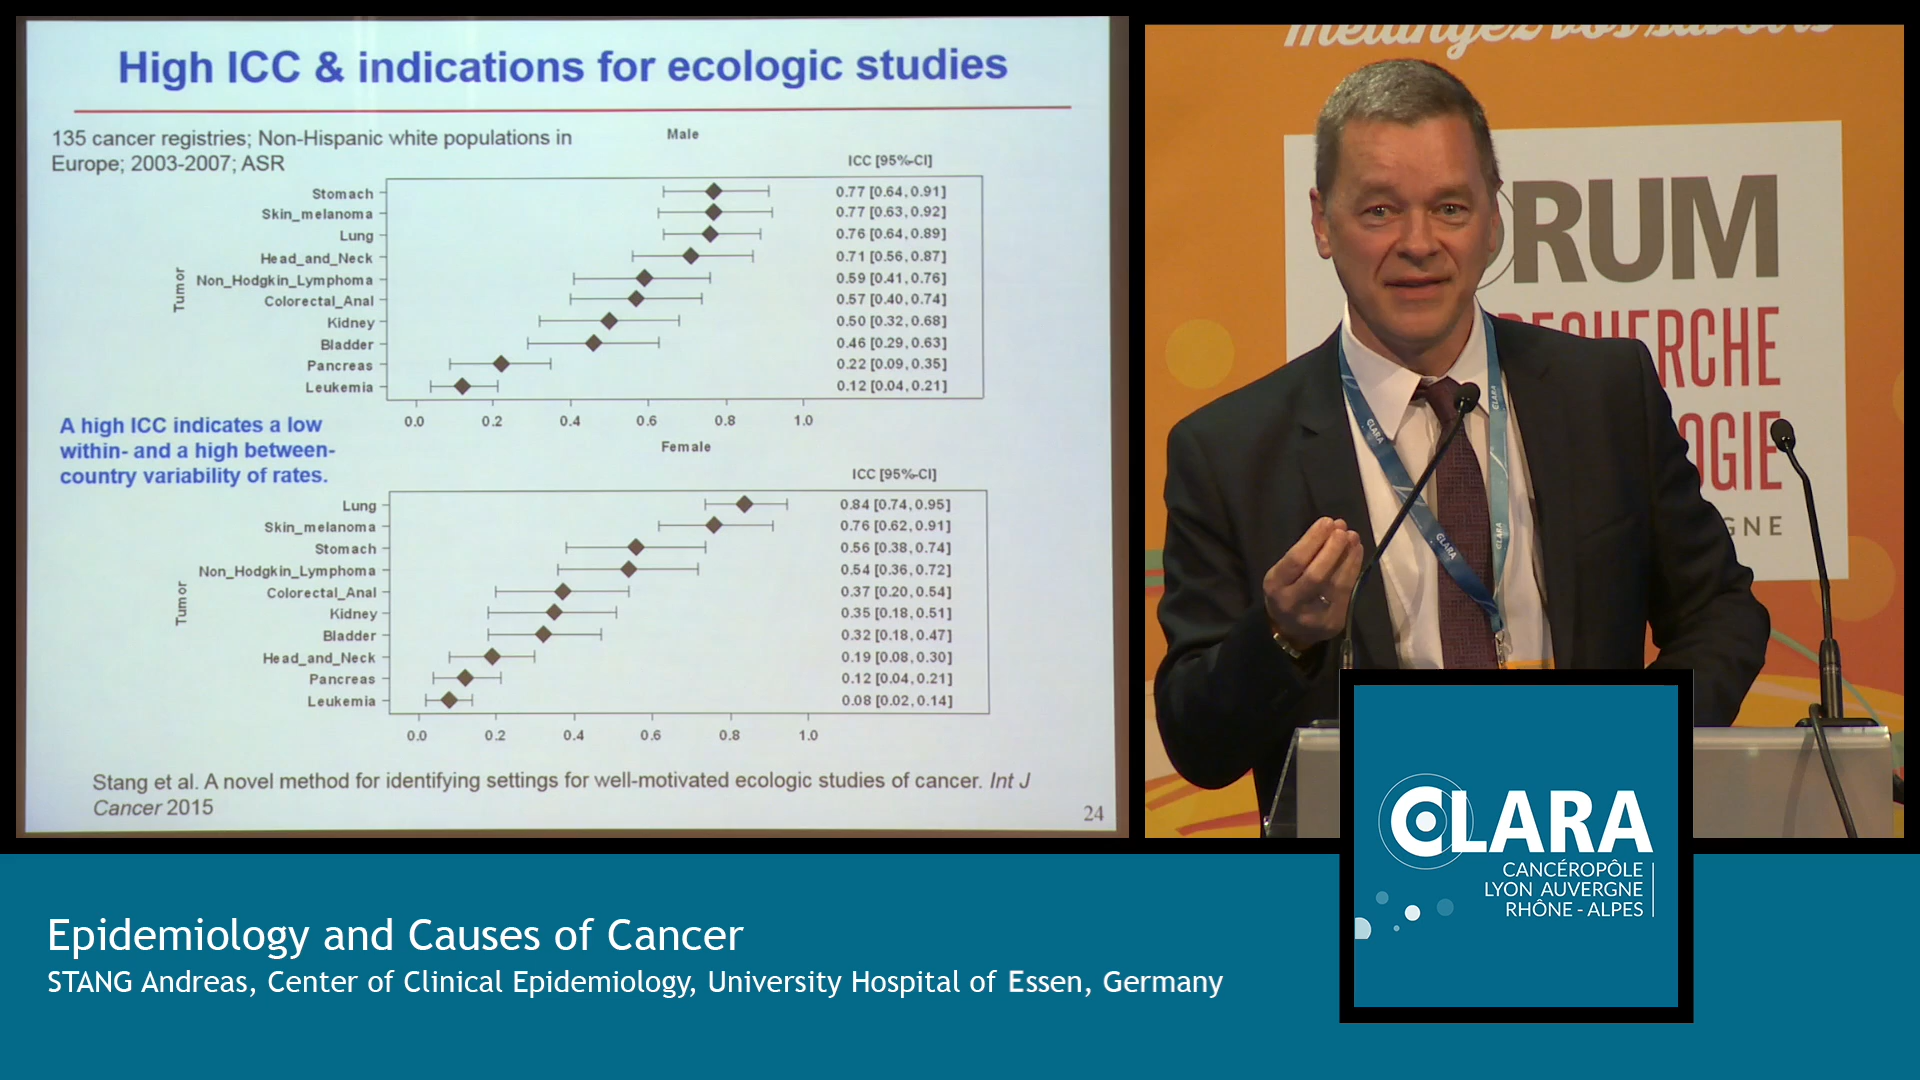 High ICC & indications for ecologic studies
135 cancer registries; Non-Hispanic white populations in
Europe; 2003-2007; ASR
Male
ICC [95%-CI]
Tumor
Stomach 0.77 [0.64, 0.91]
Skin_melanoma 0.77 [0.63, 0.92]
Lung 0.76 [0.64, 0.89]
Head_and_Neck 0.71 [0.56, 0.87]
Non_Hodgkin_Lymphoma 0.59 [0.41, 0.76]
Colorectal_Anal 0.57 [0.40, 0.74]
Kidney 0.50 [0.32, 0.68]
Bladder 0.46 [0.29, 0.63]
Pancreas 0.22 [0.09, 0.35]
Leukemia 0.12 [0.04, 0.21]
0.0 0.2 0.4 0.6 0.8 1.0
A high ICC indicates a low
within- and a high between-
country variability of rates.
Female
ICC [95%-CI]
Tumor
Lung 0.84 [0.74, 0.95]
Skin_melanoma 0.76 [0.62, 0.91]
Stomach 0.56 [0.38, 0.74]
Non_Hodgkin_Lymphoma 0.54 [0.36, 0.72]
Colorectal_Anal 0.37 [0.20, 0.54]
Kidney 0.35 [0.18, 0.51]
Bladder 0.32 [0.18, 0.47]
Head_and_Neck 0.19 [0.08, 0.30]
Pancreas 0.12 [0.04, 0.21]
Leukemia 0.08 [0.02, 0.14]
0.0 0.2 0.4 0.6 0.8 1.0
Stang et al. A novel method for identifying settings for well-motivated ecologic studies of cancer. Int J
Cancer 2015
24
RUM
RECHERCHE
OGIE
GNE
CLARA
CLARA
CLARA
CLARA
CLARA
CANCÉROPÔLE
LYON AUVERGNE
RHÔNE - ALPES
Epidemiology and Causes of Cancer
STANG Andreas, Center of Clinical Epidemiology, University Hospital of Essen, Germany